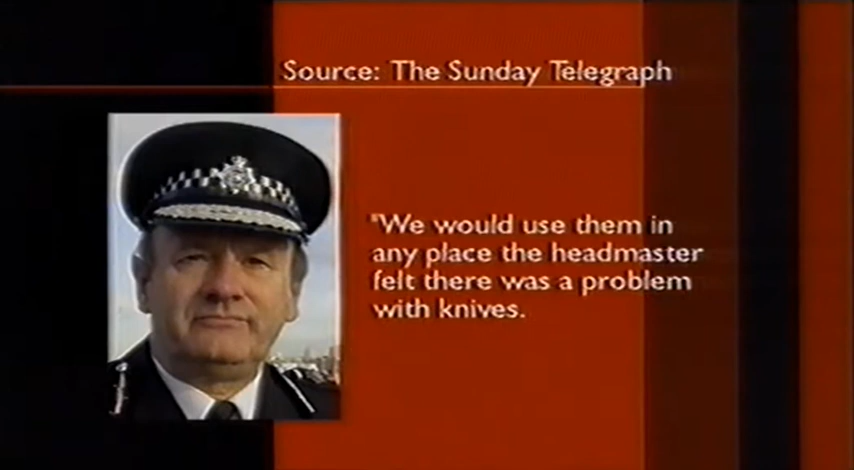 Source: The Sunday Telegraph
"We would use them in
any place the headmaster
felt there was a problem
with knives.